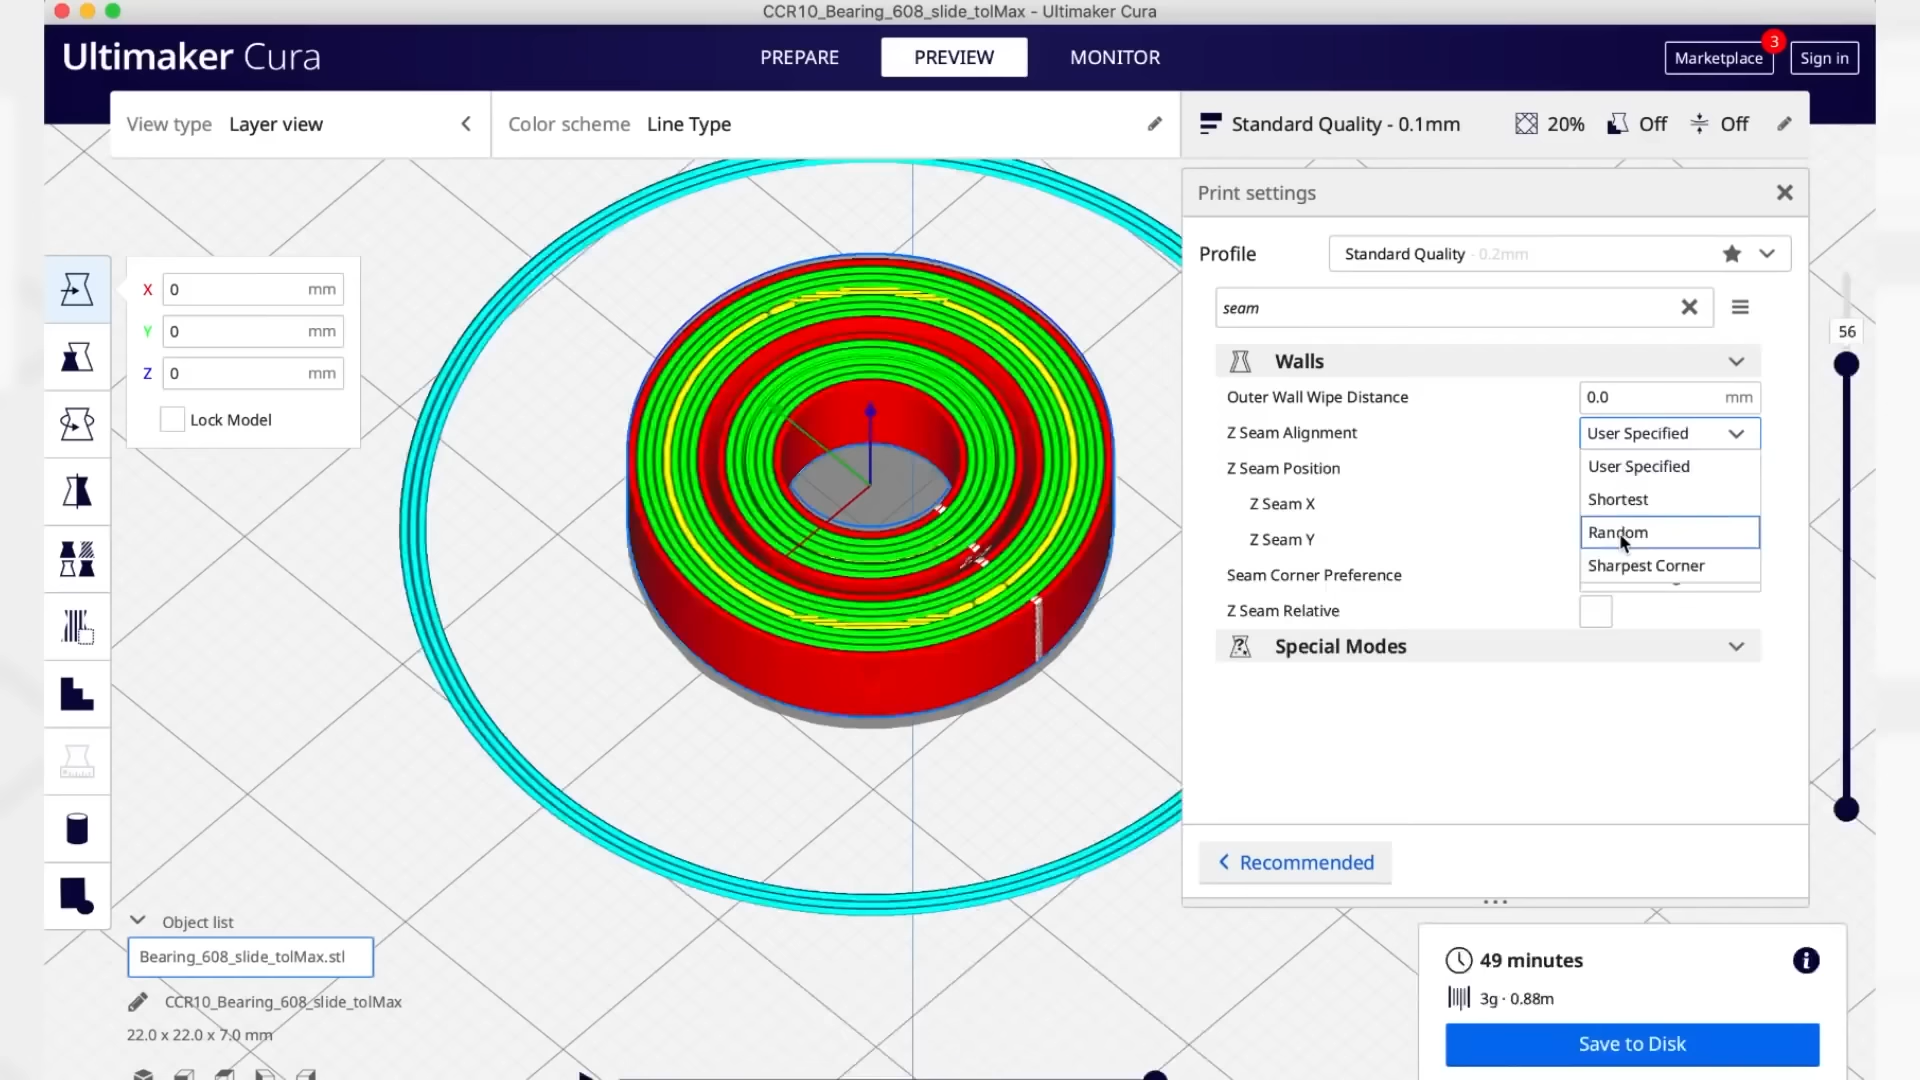 CCR10_Bearing_608_slide_tolMax - Ultimaker Cura
Ultimaker Cura
PREPARE
PREVIEW
MONITOR
Marketplace
3
Sign in
View type Layer view
Color scheme Line Type
Standard Quality - 0.1mm
20%
Off
Off
Print settings
Profile
Standard Quality - 0.2mm
seam
Walls
Outer Wall Wipe Distance
0.0 mm
Z Seam Alignment
User Specified
Z Seam Position
User Specified
Z Seam X
Shortest
Z Seam Y
Random
Sharpest Corner
Seam Corner Preference
Z Seam Relative
Special Modes
Recommended
56
X 0 mm
Y 0 mm
Z 0 mm
Lock Model
Object list
Bearing_608_slide_tolMax.stl
CCR10_Bearing_608_slide_tolMax
22.0 x 22.0 x 7.0 mm
49 minutes
3g · 0.88m
Save to Disk